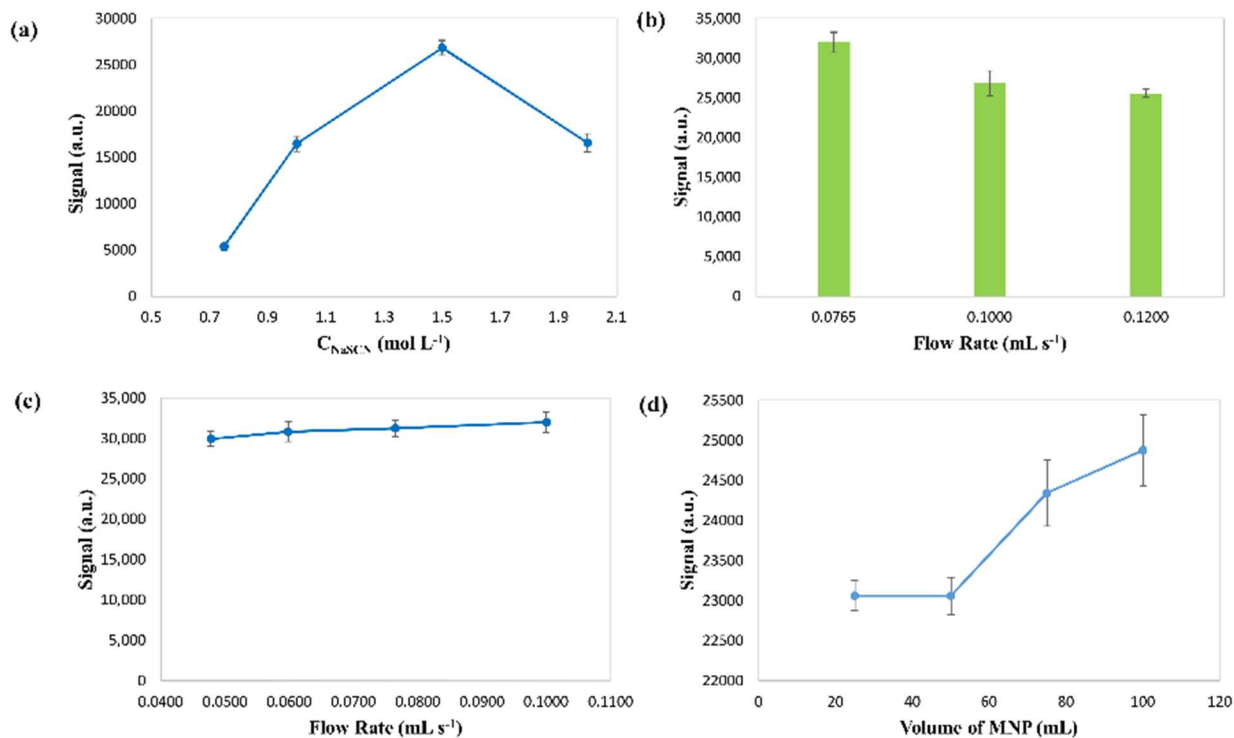 (a)
30000
25000
20000
15000
10000
5000
0
Signal (a.u.)
0.5 0.7 0.9 1.1 1.3 1.5 1.7 1.9 2.1
C_NaSCN (mol L⁻¹)
(b)
35,000
30,000
25,000
20,000
15,000
10,000
5,000
0
Signal (a.u.)
0.0765 0.1000 0.1200
Flow Rate (mL s⁻¹)
(c)
35,000
30,000
25,000
20,000
15,000
10,000
5,000
0
Signal (a.u.)
0.0400 0.0500 0.0600 0.0700 0.0800 0.0900 0.1000 0.1100
Flow Rate (mL s⁻¹)
(d)
25500
25000
24500
24000
23500
23000
22500
22000
Signal (a.u.)
0 20 40 60 80 100 120
Volume of MNP (mL)